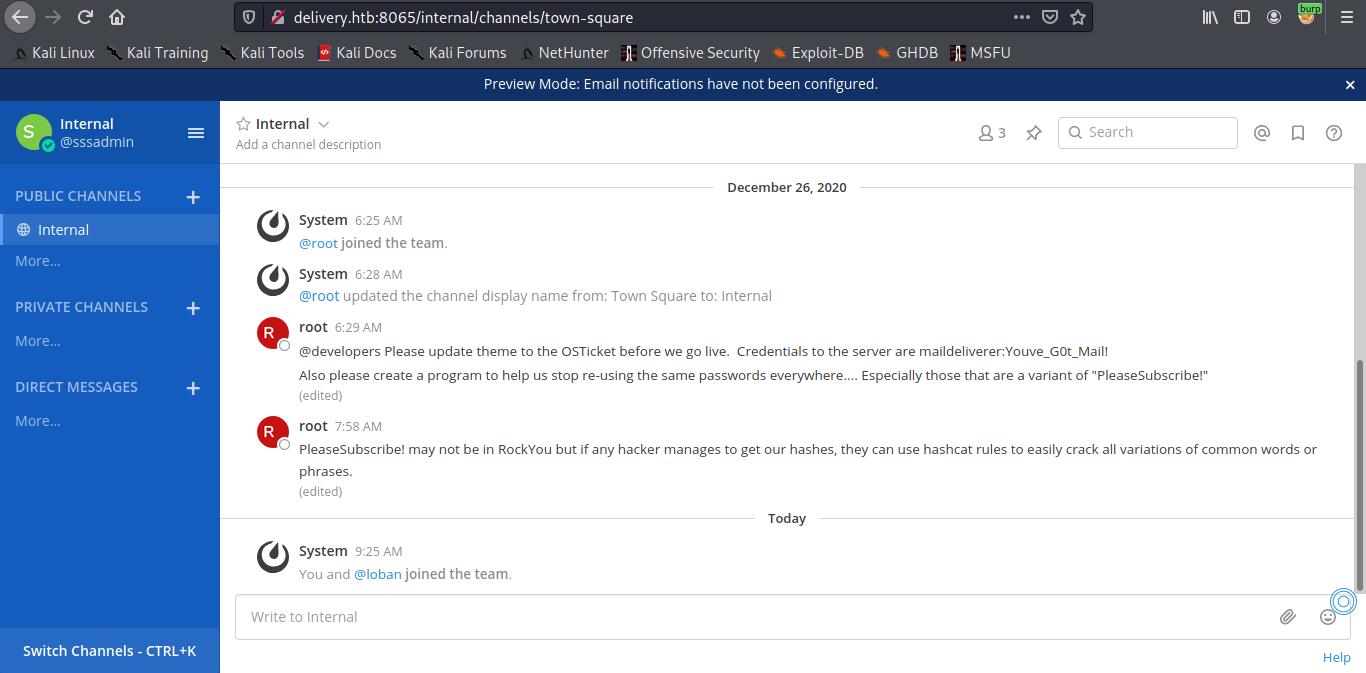 delivery.htb:8065/internal/channels/town-square
burp
Kali Linux Kali Training Kali Tools Kali Docs Kali Forums NetHunter Offensive Security Exploit-DB GHDB MSFU
Preview Mode: Email notifications have not been configured.
S
Internal
@sssadmin
PUBLIC CHANNELS
Internal
More...
PRIVATE CHANNELS
More...
DIRECT MESSAGES
More...
Switch Channels - CTRL+K
Internal
Add a channel description
3
Search
December 26, 2020
System 6:25 AM
@root joined the team.
System 6:28 AM
@root updated the channel display name from: Town Square to: Internal
R
root 6:29 AM
@developers Please update theme to the OSTicket before we go live.  Credentials to the server are maildeliverer:Youve_G0t_Mail!
Also please create a program to help us stop re-using the same passwords everywhere.... Especially those that are a variant of "PleaseSubscribe!"
(edited)
R
root 7:58 AM
PleaseSubscribe! may not be in RockYou but if any hacker manages to get our hashes, they can use hashcat rules to easily crack all variations of common words or
phrases.
(edited)
Today
System 9:25 AM
You and @loban joined the team.
Write to Internal
Help